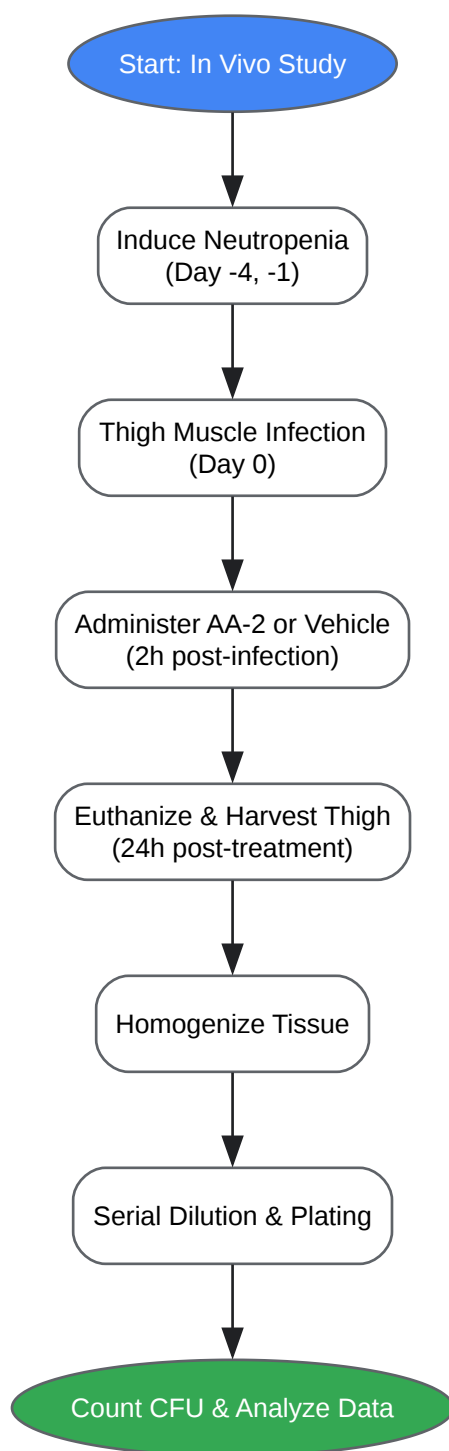 Start: In Vivo Study
Induce Neutropenia
(Day -4, -1)
Thigh Muscle Infection
(Day 0)
Administer AA-2 or Vehicle
(2h post-infection)
Euthanize & Harvest Thigh
(24h post-treatment)
Homogenize Tissue
Serial Dilution & Plating
Count CFU & Analyze Data